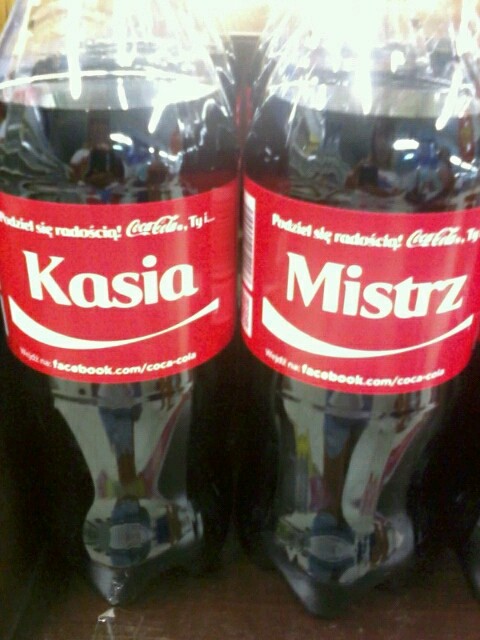 Podziel się radością! Coca-Cola, Ty i...
Kasia
Wejdź na: facebook.com/coca-cola
Podziel się radością! Coca-Cola, Ty
Mistrz
Wejdź na: facebook.com/coca-cola